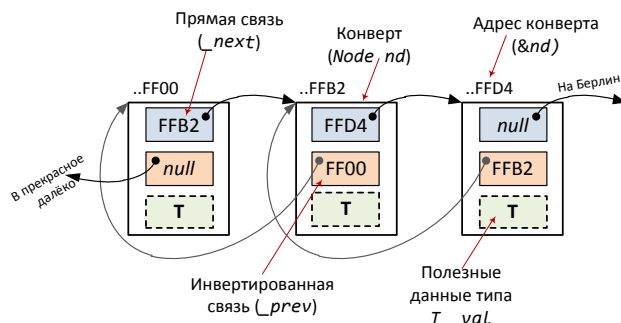 Прямая связь
(_next)
Конверт
(Node nd)
Адрес конверта
(&nd)
..FF00
..FFB2
..FFD4
На Берлин
FFB2
FFD4
null
В прекрасное
далёко
null
FF00
FFB2
T
T
T
Инвертированная
связь (_prev)
Полезные
данные типа
T _val